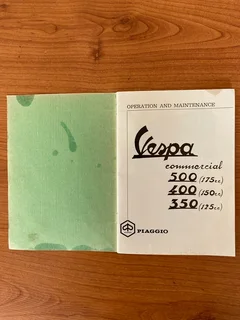 OPERATION AND MAINTENANCE
Vespa
commercial
500 (175cc)
400 (150cc)
350 (125cc)
PIAGGIO